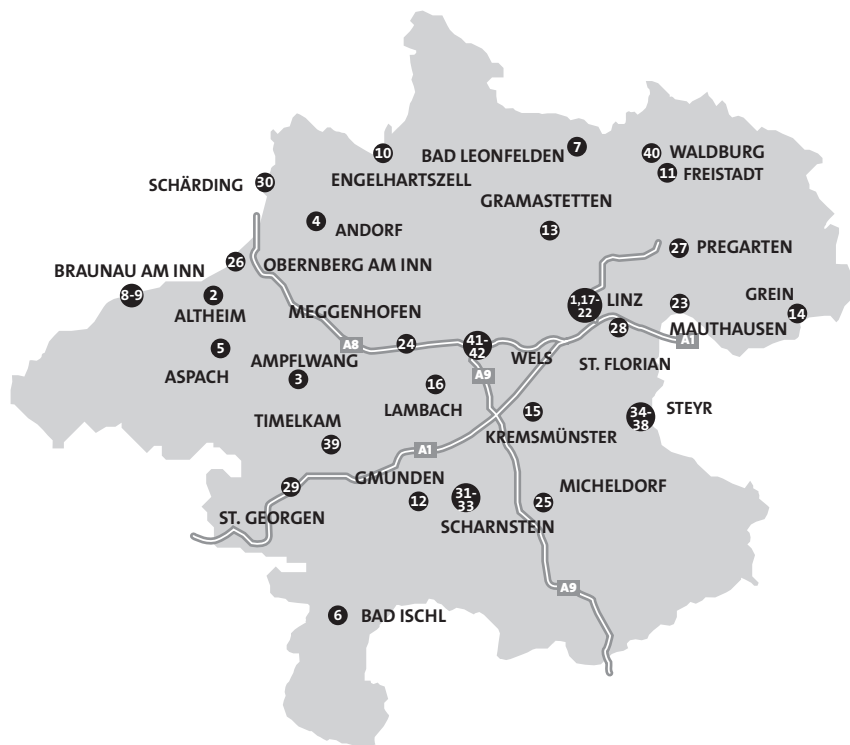 10
BAD LEONFELDEN 7
40 WALDBURG
11 FREISTADT
SCHÄRDING 30
ENGELHARTSZELL
GRAMASTETTEN
4
ANDORF
13
27 PREGARTEN
26 OBERNBERG AM INN
BRAUNAU AM INN
8-9
2
ALTHEIM
MEGGENHOFEN
1,17-
22
LINZ
23
GREIN
14
MAUTHAUSEN
28
A1
5
ASPACH
AMPFLWANG
3
A8
24
41-
42
WELS
ST. FLORIAN
A9
16
LAMBACH
15
KREMSMÜNSTER
34-
38
STEYR
TIMELKAM
39
A1
GMUNDEN
29
ST. GEORGEN
12
31-
33
SCHARNSTEIN
MICHELDORF
25
A9
6 BAD ISCHL